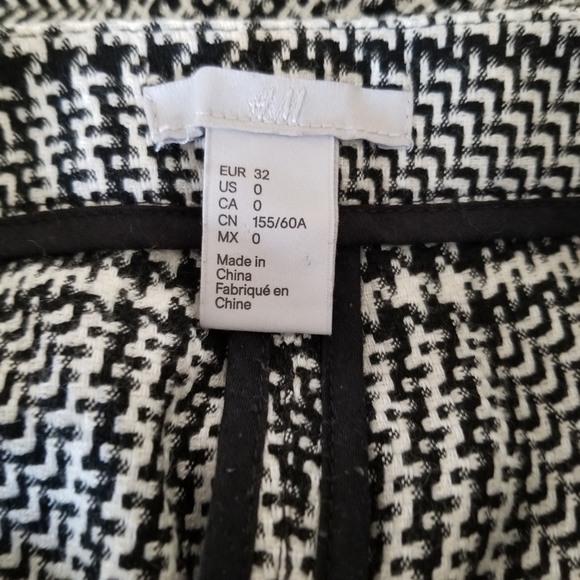 H&M
EUR 32
US 0
CA 0
CN 155/60A
MX 0
Made in
China
Fabriqué en
Chine